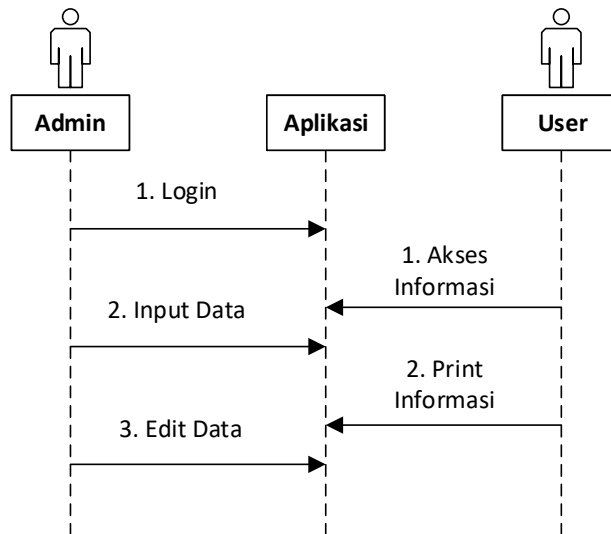 Admin
Aplikasi
User
1. Login
1. Akses
Informasi
2. Input Data
2. Print
Informasi
3. Edit Data